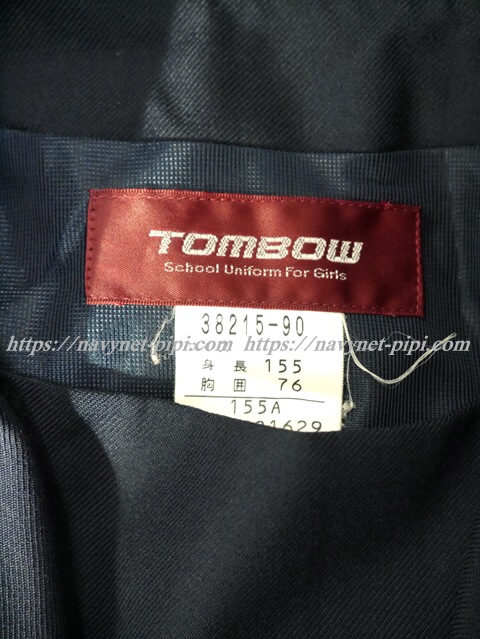 TOMBOW
School Uniform For Girls
38215-90
https://navynet-pipi.com https://navynet-pipi.com
身長 155
胸囲 76
155A